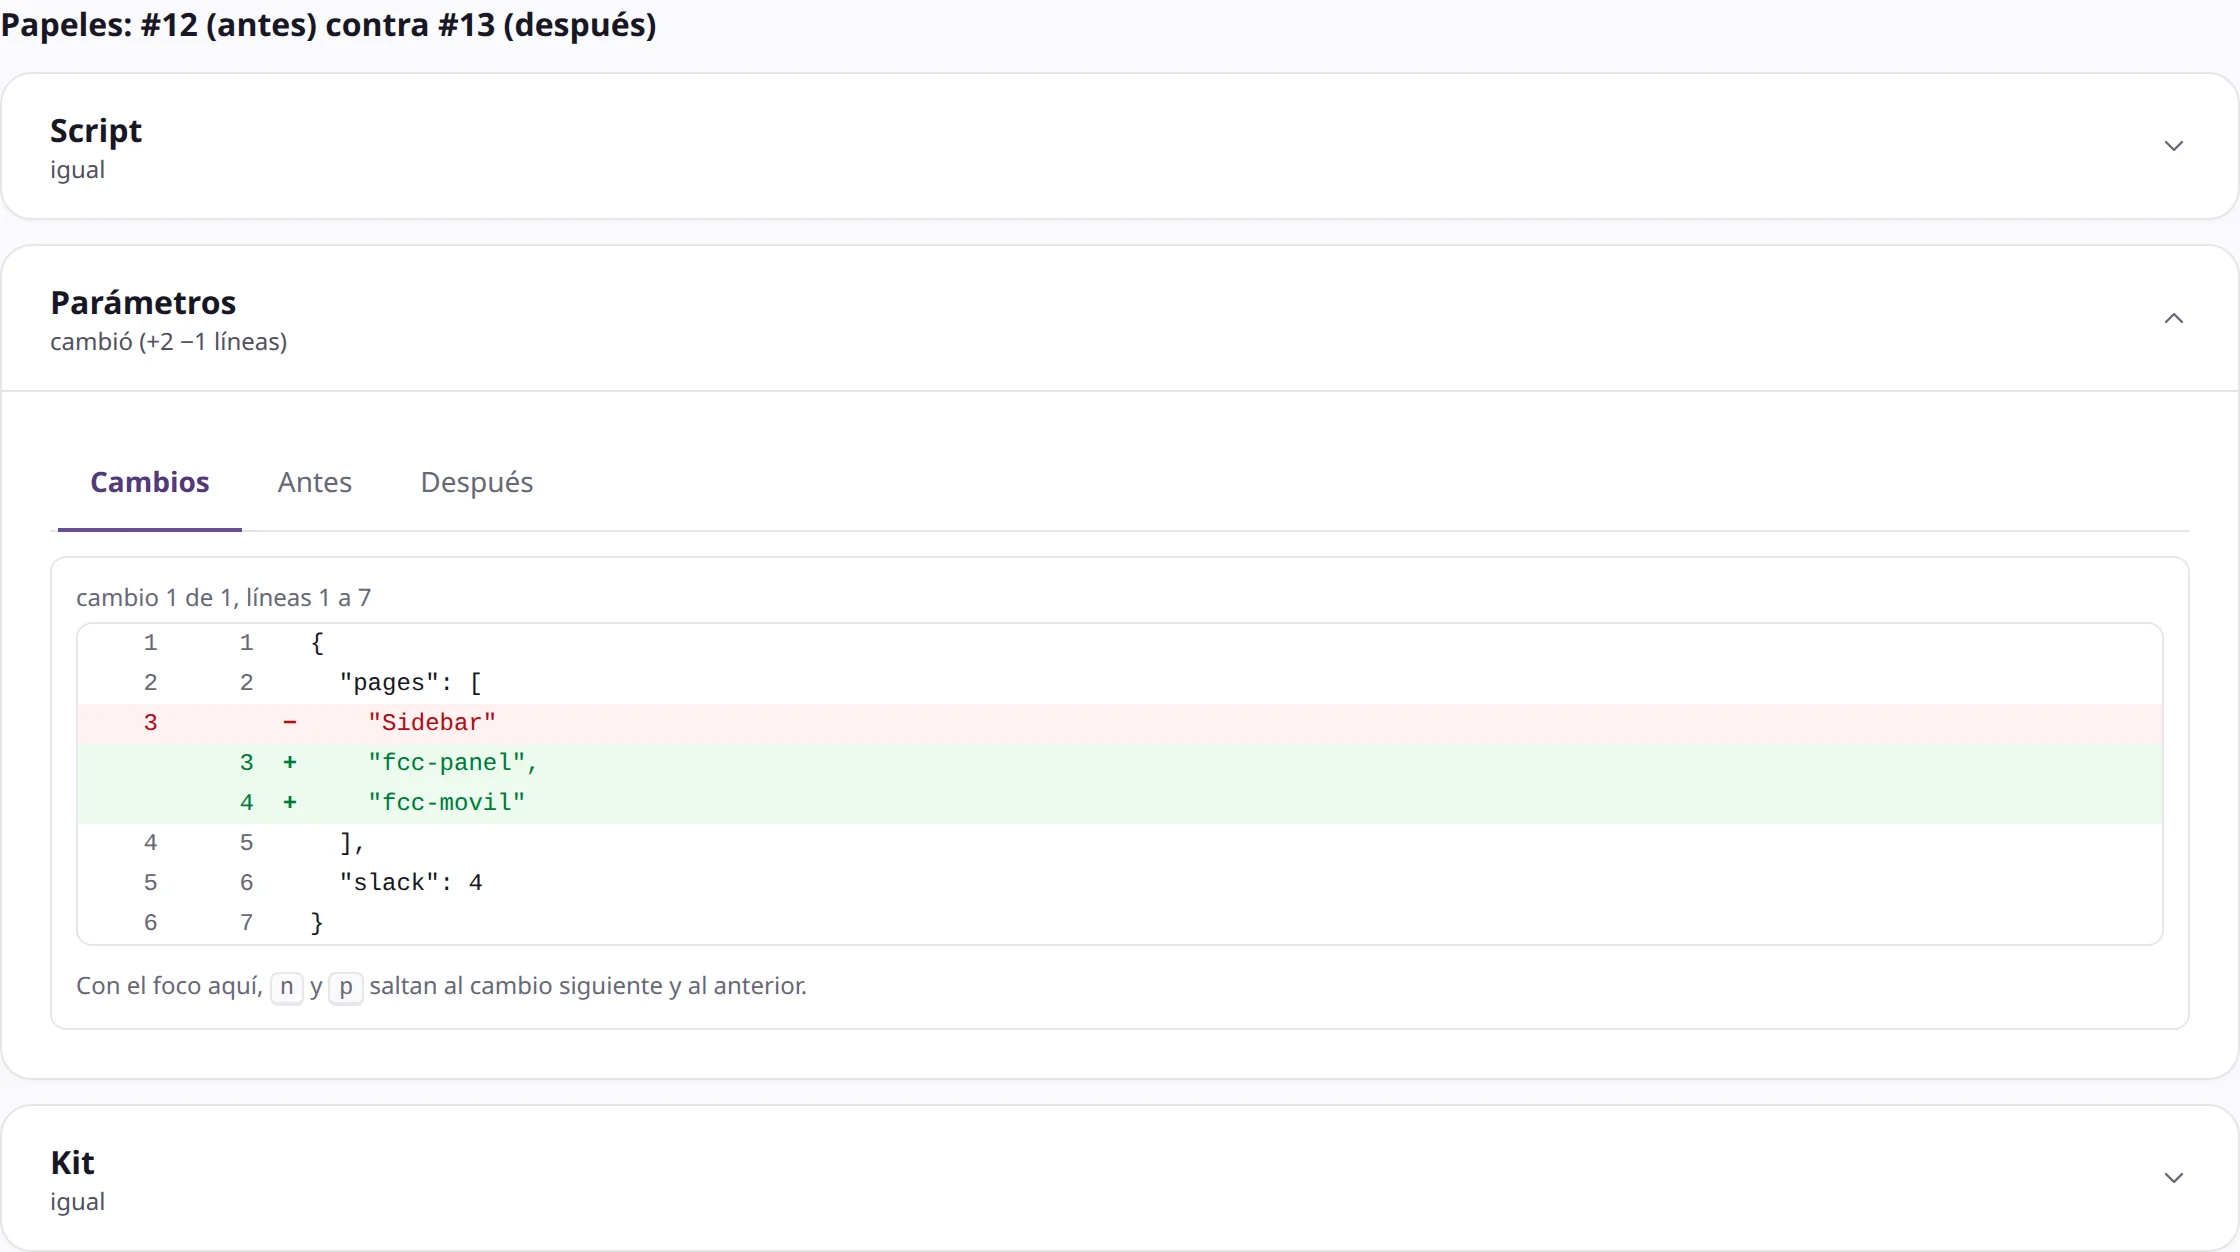 Papeles: #12 (antes) contra #13 (después)
Script
igual
Parámetros
cambió (+2 −1 líneas)
Cambios Antes Después
cambio 1 de 1, líneas 1 a 7
1 1 {
2 2 "pages": [
3 − "Sidebar"
3 + "fcc-panel",
4 + "fcc-movil"
4 5 ],
5 6 "slack": 4
6 7 }
Con el foco aquí, n y p saltan al cambio siguiente y al anterior.
Kit
igual